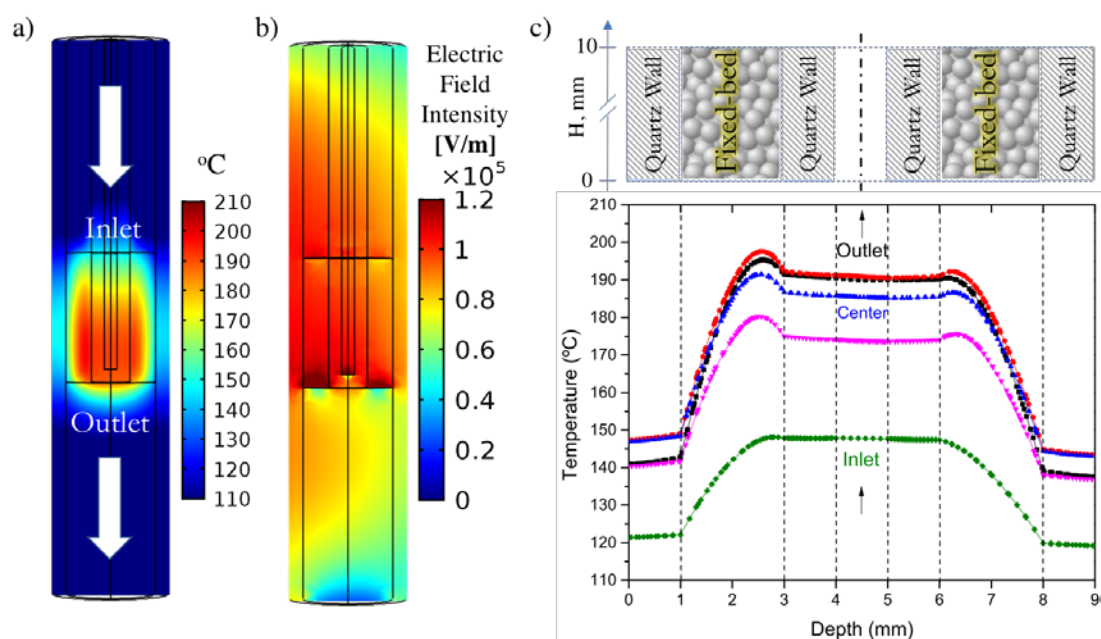 a)
Inlet
Outlet
°C
210
200
190
180
170
160
150
140
130
120
110
b)
Electric
Field
Intensity
[V/m]
×10⁵
1.2
1
0.8
0.6
0.4
0.2
0
c)
H, mm
10
0
Quartz Wall
Fixed-bed
Quartz Wall
Quartz Wall
Fixed-bed
Quartz Wall
Temperature (°C)
210
200
190
180
170
160
150
140
130
120
110
Outlet
Center
Inlet
0 1 2 3 4 5 6 7 8 90
Depth (mm)